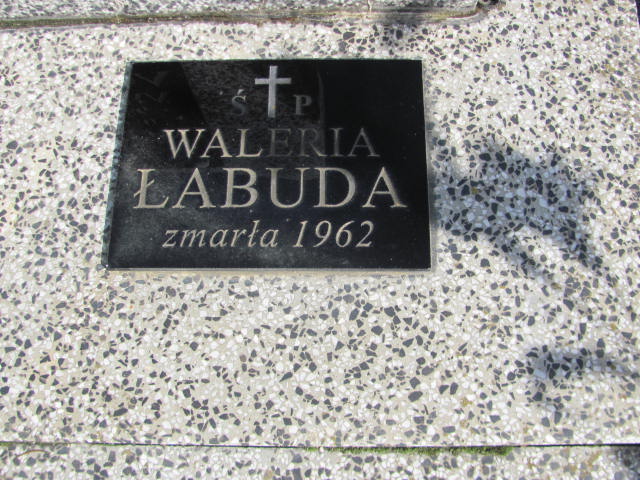 Ś P
WALERIA
ŁABUDA
zmarła 1962